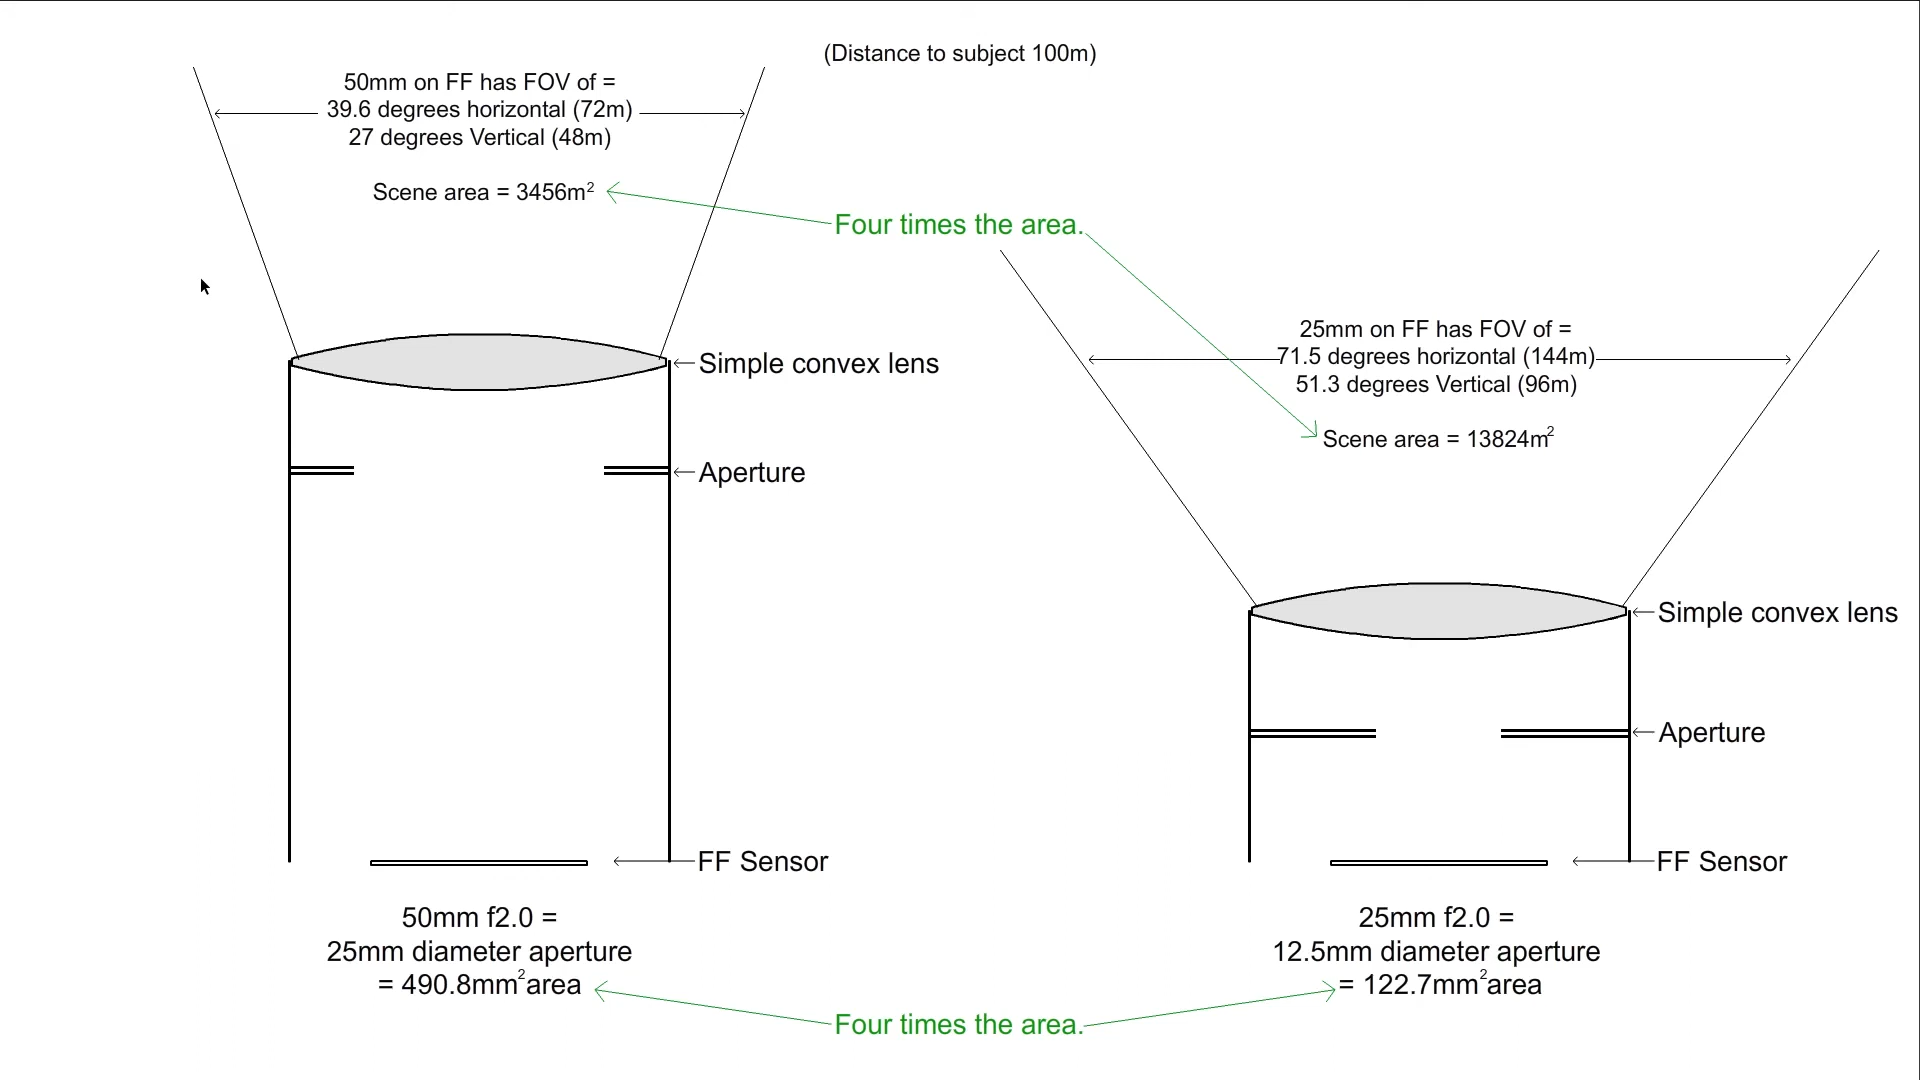 (Distance to subject 100m)
50mm on FF has FOV of =
39.6 degrees horizontal (72m)
27 degrees Vertical (48m)
Scene area = 3456m²
Four times the area.
25mm on FF has FOV of =
71.5 degrees horizontal (144m)
51.3 degrees Vertical (96m)
Scene area = 13824m²
Simple convex lens
Aperture
FF Sensor
Simple convex lens
Aperture
FF Sensor
50mm f2.0 =
25mm diameter aperture
= 490.8mm² area
25mm f2.0 =
12.5mm diameter aperture
= 122.7mm² area
Four times the area.